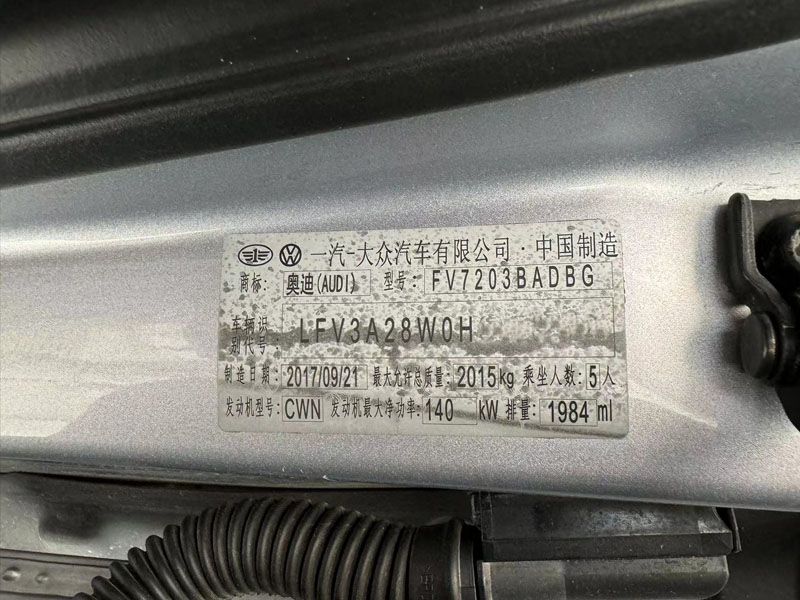 一汽-大众汽车有限公司·中国制造
商标: 奥迪(AUDI) 型号: FV7203BADBG
车辆识别代号: LFV3A28W0H
制造日期: 2017/09/21 最大允许总质量: 2015kg 乘坐人数: 5人
发动机型号: CWN 发动机最大净功率: 140 kW 排量: 1984 ml